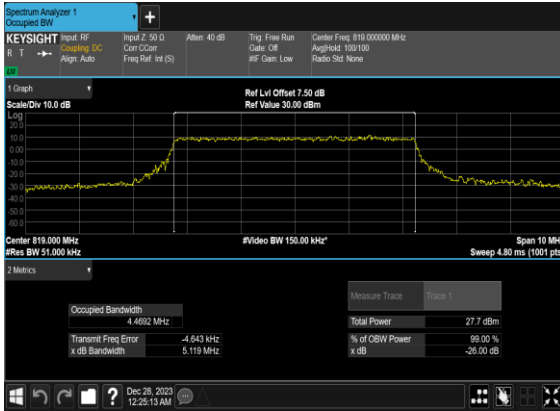 Spectrum Analyzer 1
Occupied BW
+
KEYSIGHT Input: RF Input Z: 50 Ω Atten: 40 dB Trig: Free Run Center Freq: 819.000000 MHz
R T Coupling: DC Corr CCorr Gate: Off Avg|Hold: 100/100
Align: Auto Freq Ref: Int (S) #IF Gain: Low Radio Std: None
1 Graph
Ref Lvl Offset 7.50 dB
Scale/Div 10.0 dB Ref Value 30.00 dBm
Log
20.0
10.0
0.00
-10.0
-20.0
-30.0
-40.0
-50.0
-60.0
Center 819.000 MHz #Video BW 150.00 kHz* Span 10 MH
#Res BW 51.000 kHz Sweep 4.80 ms (1001 pts
2 Metrics
Measure Trace Trace 1
Occupied Bandwidth
4.4692 MHz Total Power 27.7 dBm
Transmit Freq Error -4.643 kHz % of OBW Power 99.00 %
x dB Bandwidth 5.119 MHz x dB -26.00 dB
? Dec 28, 2023
12:25:13 AM